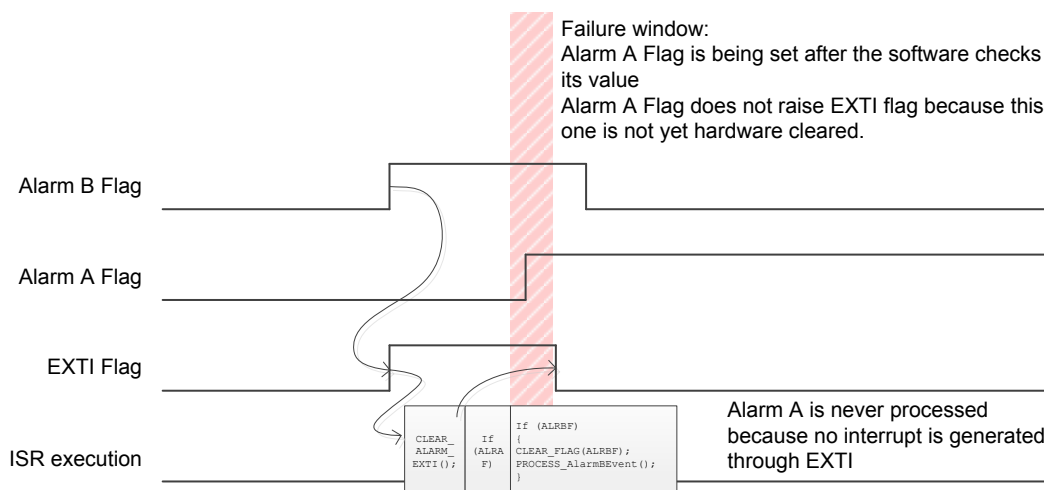 Failure window:
Alarm A Flag is being set after the software checks
its value
Alarm A Flag does not raise EXTI flag because this
one is not yet hardware cleared.
Alarm B Flag
Alarm A Flag
EXTI Flag
ISR execution
CLEAR_
ALARM_
EXTI();
If
(ALRA
F)
If (ALRBF)
{
CLEAR_FLAG(ALRBF);
PROCESS_AlarmBEvent();
}
Alarm A is never processed
because no interrupt is generated
through EXTI